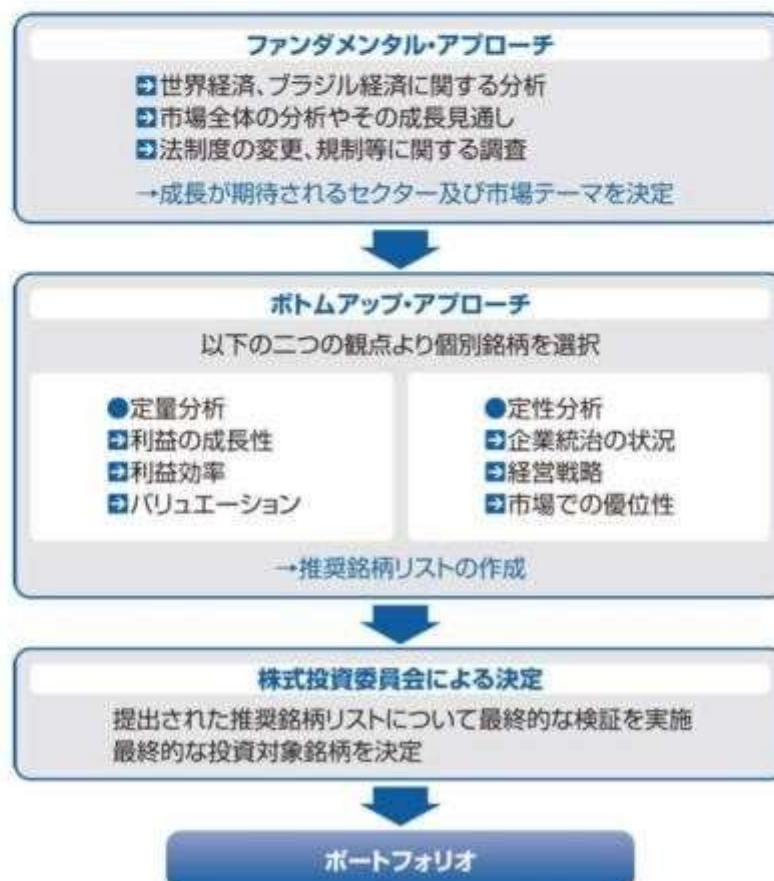 ファンダメンタル・アプローチ
世界経済、ブラジル経済に関する分析
市場全体の分析やその成長見通し
法制度の変更、規制等に関する調査
→成長が期待されるセクター及び市場テーマを決定
ボトムアップ・アプローチ
以下の二つの観点より個別銘柄を選択
●定量分析
利益の成長性
利益効率
バリュエーション
●定性分析
企業統治の状況
経営戦略
市場での優位性
→推奨銘柄リストの作成
株式投資委員会による決定
提出された推奨銘柄リストについて最終的な検証を実施
最終的な投資対象銘柄を決定
ポートフォリオ